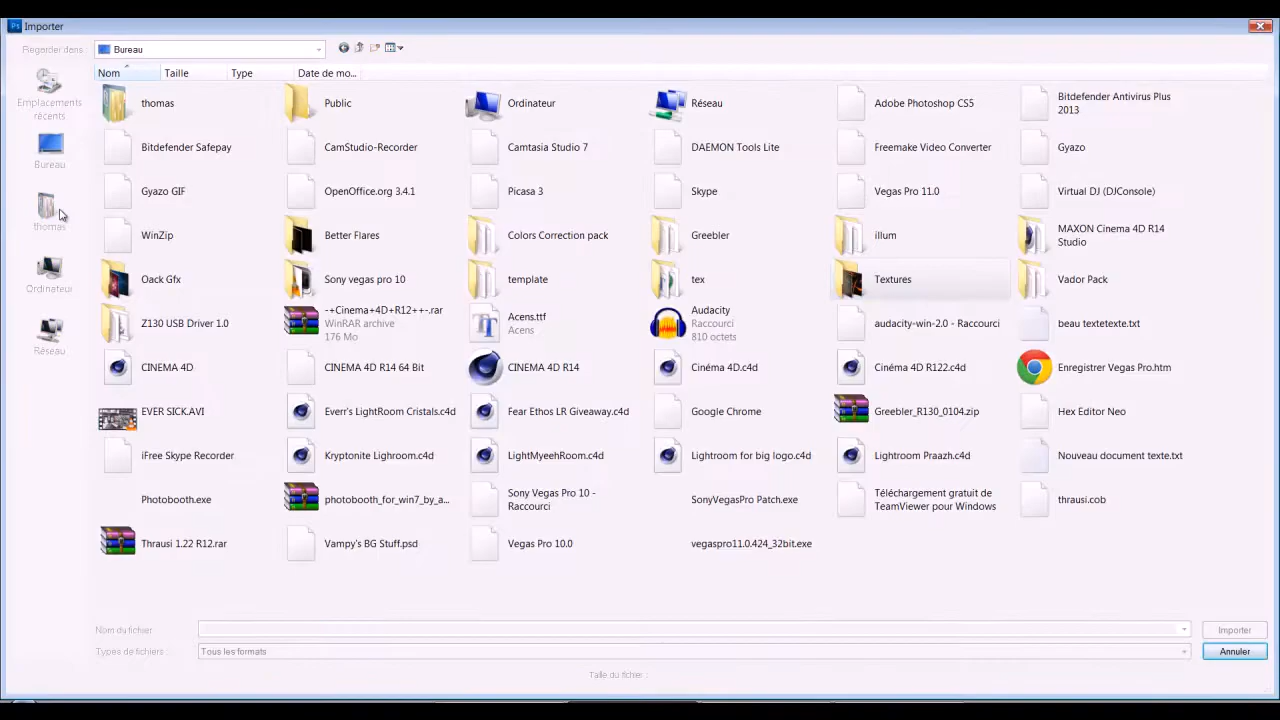 Ps Importer
Regarder dans
Bureau
Nom Taille Type Date de mo...
Emplacements
récents
Bureau
thomas
Ordinateur
Réseau
thomas
Public
Ordinateur
Réseau
Adobe Photoshop CS5
Bitdefender Antivirus Plus
2013
Bitdefender Safepay
CamStudio-Recorder
Camtasia Studio 7
DAEMON Tools Lite
Freemake Video Converter
Gyazo
Gyazo GIF
OpenOffice.org 3.4.1
Picasa 3
Skype
Vegas Pro 11.0
Virtual DJ (DJConsole)
WinZip
Better Flares
Colors Correction pack
Greebler
illum
MAXON Cinema 4D R14
Studio
Oack Gfx
Sony vegas pro 10
template
tex
Textures
Vador Pack
Z130 USB Driver 1.0
-+Cinema+4D+R12++-.rar
WinRAR archive
176 Mo
Acens.ttf
Acens
Audacity
Raccourci
810 octets
audacity-win-2.0 - Raccourci
beau textetexte.txt
CINEMA 4D
CINEMA 4D R14 64 Bit
CINEMA 4D R14
Cinéma 4D.c4d
Cinéma 4D R122.c4d
Enregistrer Vegas Pro.htm
EVER SICK.AVI
Everr's LightRoom Cristals.c4d
Fear Ethos LR Giveaway.c4d
Google Chrome
Greebler_R130_0104.zip
Hex Editor Neo
iFree Skype Recorder
Kryptonite Lighroom.c4d
LightMyeehRoom.c4d
Lightroom for big logo.c4d
Lightroom Praazh.c4d
Nouveau document texte.txt
Photobooth.exe
photobooth_for_win7_by_a...
Sony Vegas Pro 10 -
Raccourci
SonyVegasPro Patch.exe
Téléchargement gratuit de
TeamViewer pour Windows
thrausi.cob
Thrausi 1.22 R12.rar
Vampy's BG Stuff.psd
Vegas Pro 10.0
vegaspro11.0.424_32bit.exe
Nom du fichier
Importer
Types de fichiers :
Tous les formats
Annuler
Taille du fichier :